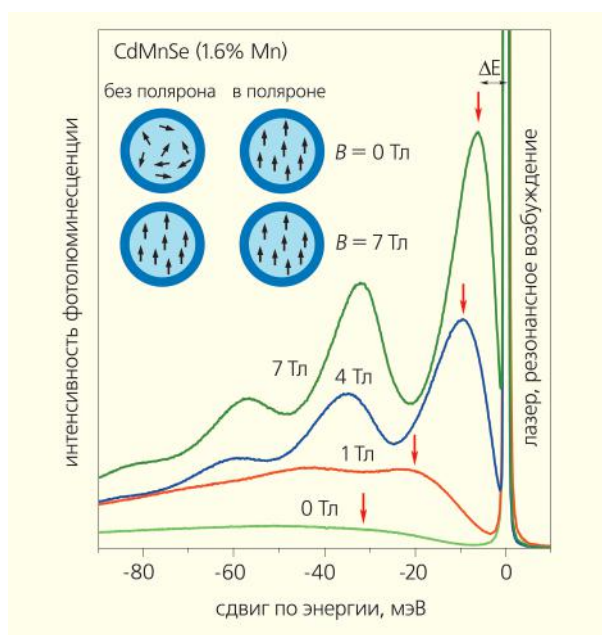 CdMnSe (1.6% Mn)
без полярона в поляроне
B = 0 Тл
B = 7 Тл
ΔE
7 Тл
4 Тл
1 Тл
0 Тл
интенсивность фотолюминесценции
лазер, резонансное возбуждение
-80 -60 -40 -20 0
сдвиг по энергии, мэВ